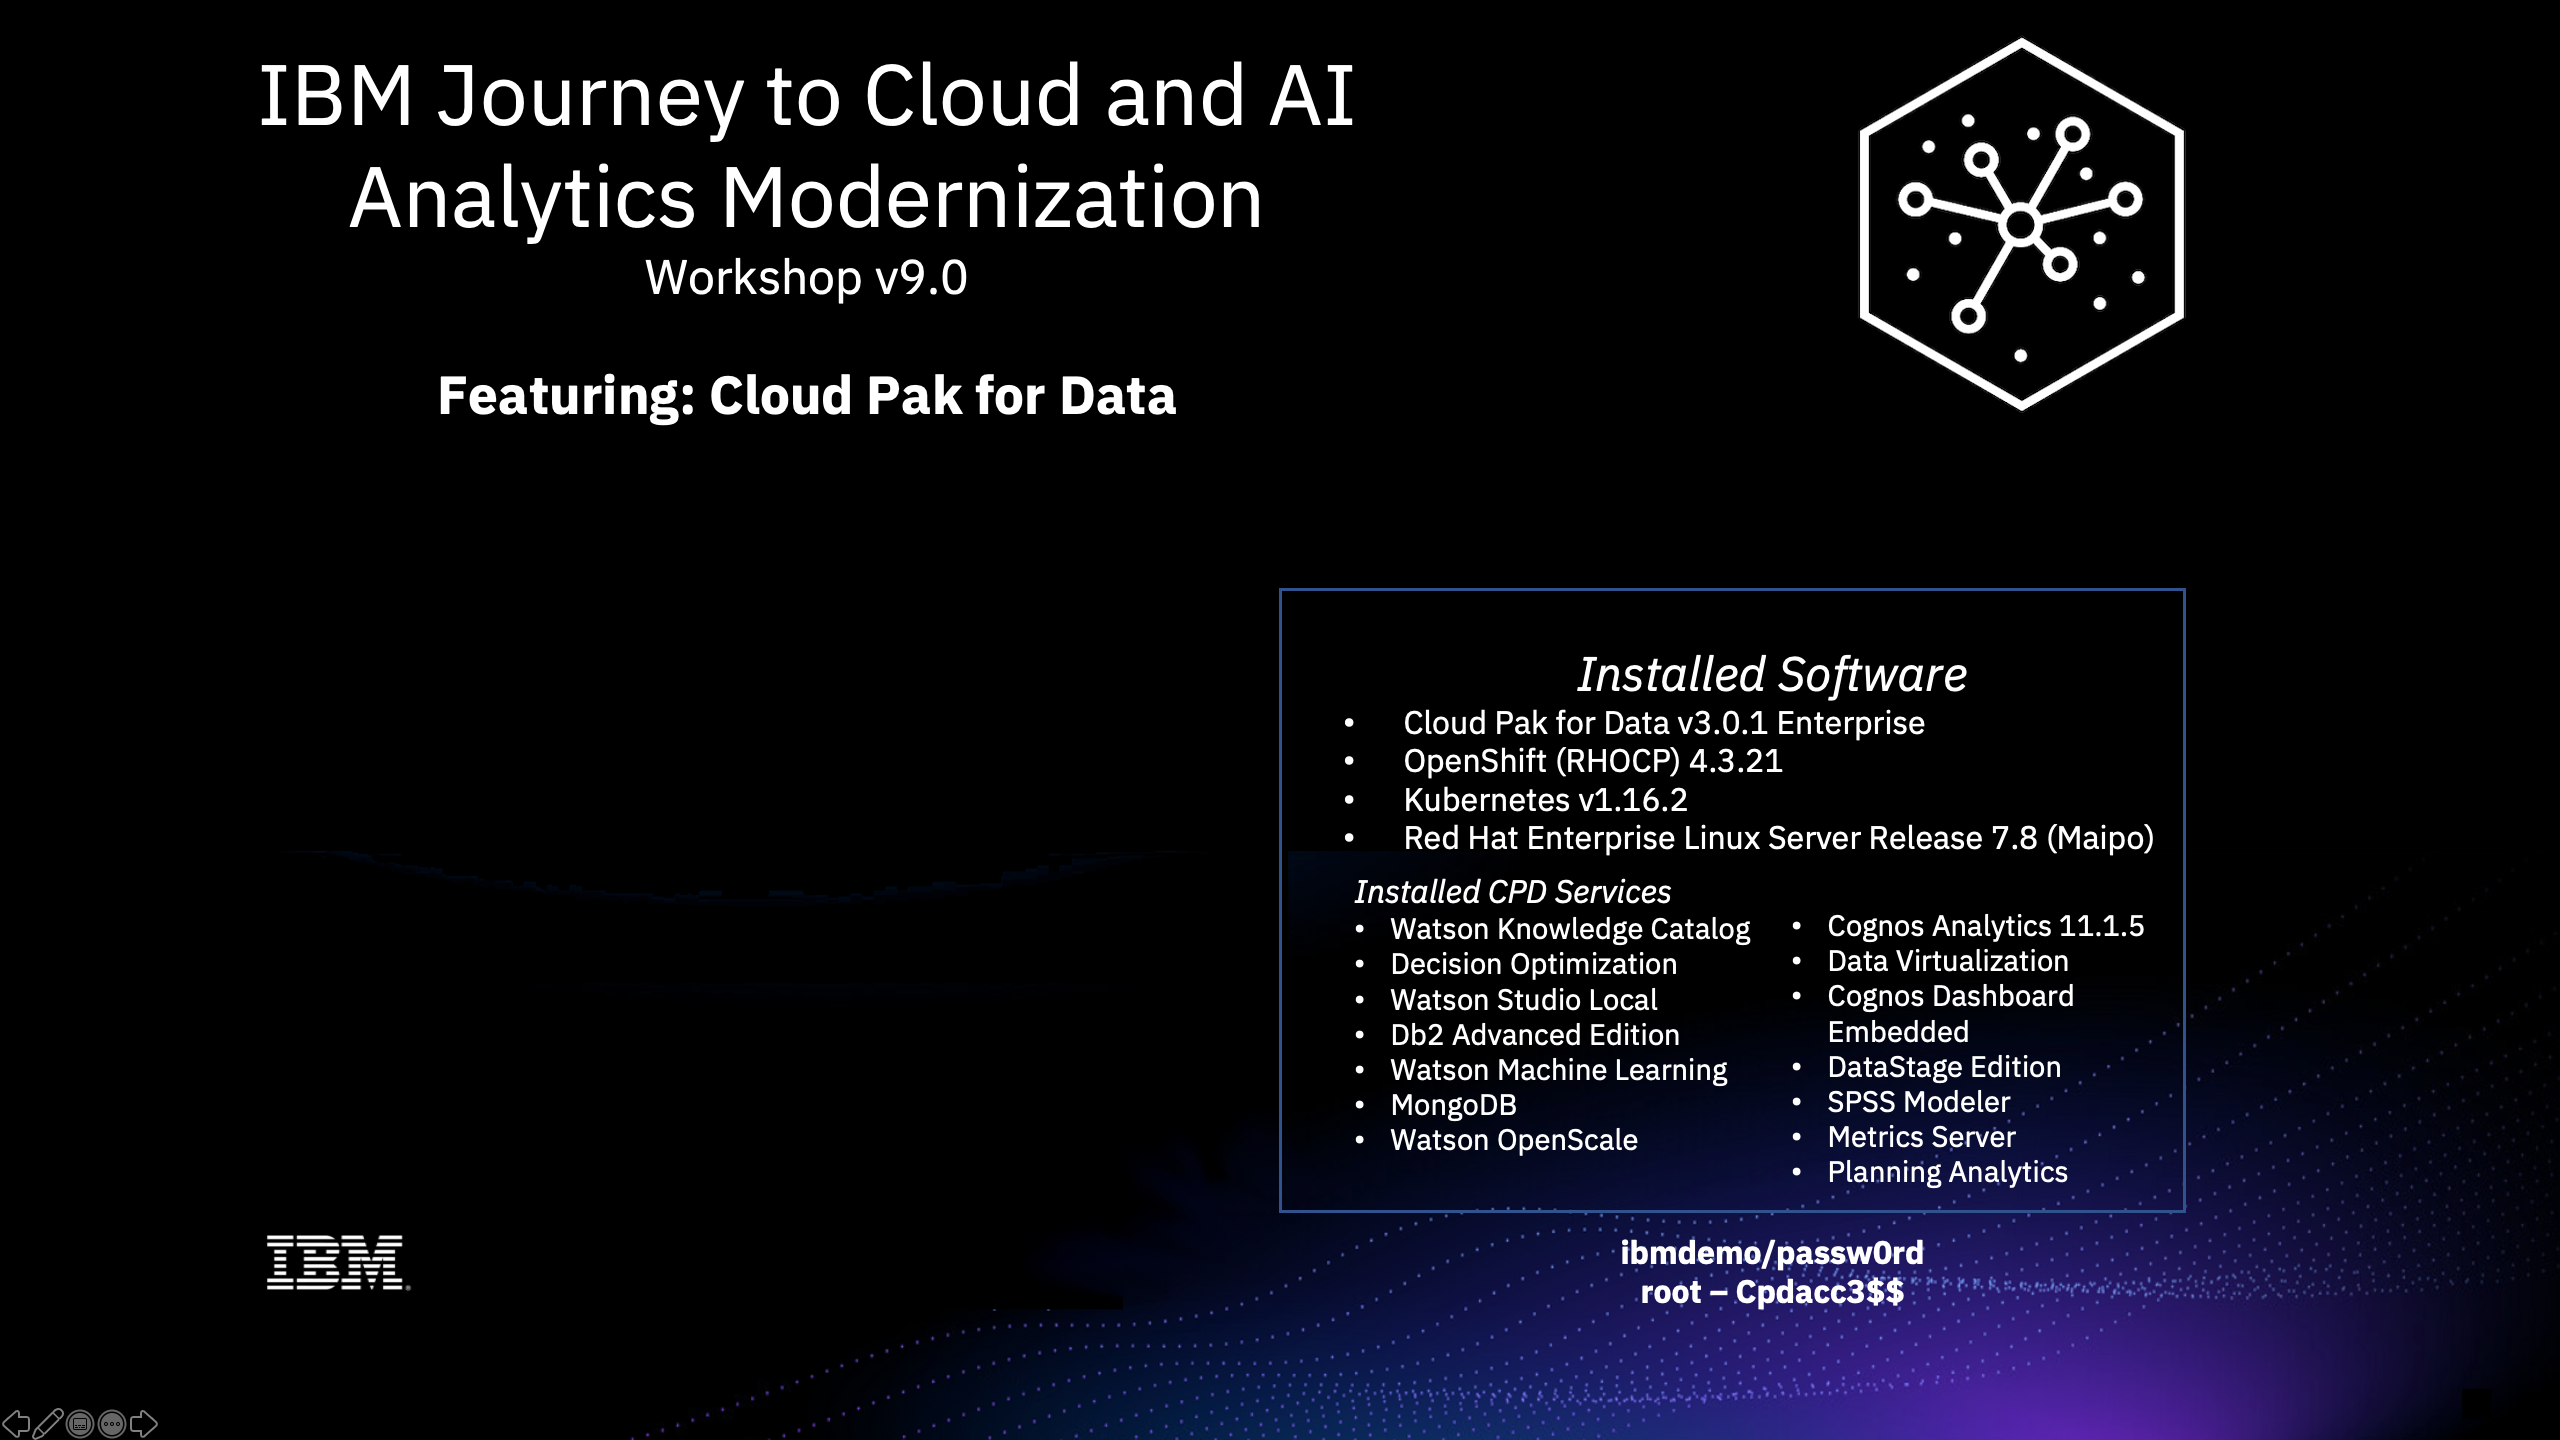 IBM Journey to Cloud and AI
Analytics Modernization
Workshop v9.0
Featuring: Cloud Pak for Data
Installed Software
• Cloud Pak for Data v3.0.1 Enterprise
• OpenShift (RHOCP) 4.3.21
• Kubernetes v1.16.2
• Red Hat Enterprise Linux Server Release 7.8 (Maipo)
Installed CPD Services
• Watson Knowledge Catalog
• Decision Optimization
• Watson Studio Local
• Db2 Advanced Edition
• Watson Machine Learning
• MongoDB
• Watson OpenScale
• Cognos Analytics 11.1.5
• Data Virtualization
• Cognos Dashboard
Embedded
• DataStage Edition
• SPSS Modeler
• Metrics Server
• Planning Analytics
ibmdemo/passw0rd
root – Cpdacc3$$
IBM®